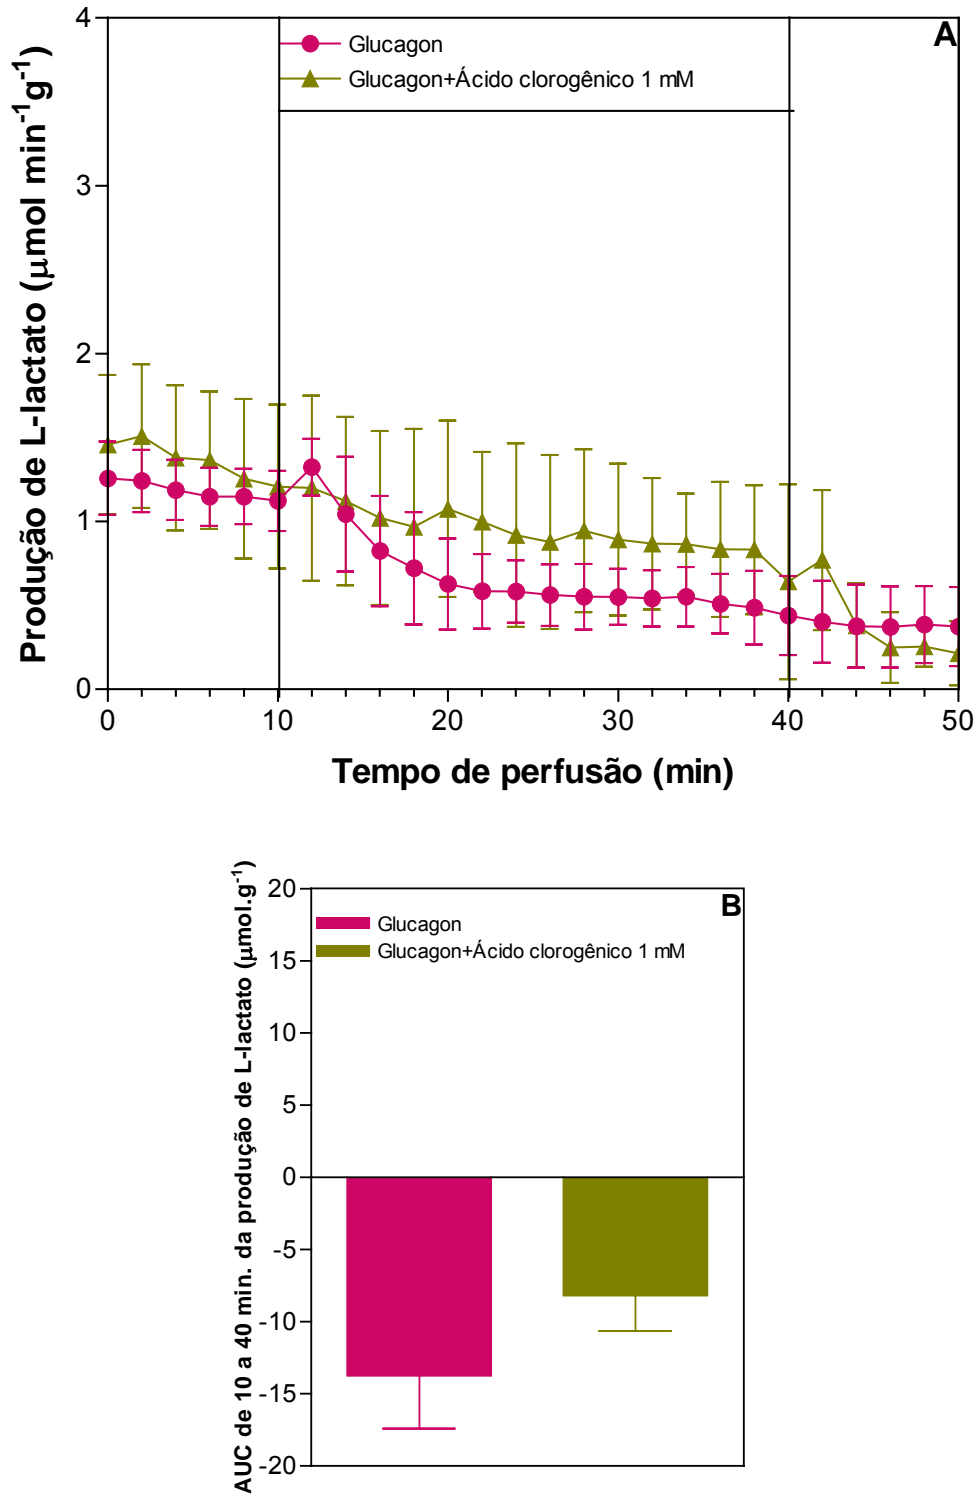 A
Glucagon
Glucagon+Ácido clorogênico 1 mM
Produção de L-lactato (μmol min⁻¹g⁻¹)
4
3
2
1
0
0 10 20 30 40 50
Tempo de perfusão (min)
B
Glucagon
Glucagon+Ácido clorogênico 1 mM
AUC de 10 a 40 min. da produção de L-lactato (μmol.g⁻¹)
20
15
10
5
0
-5
-10
-15
-20